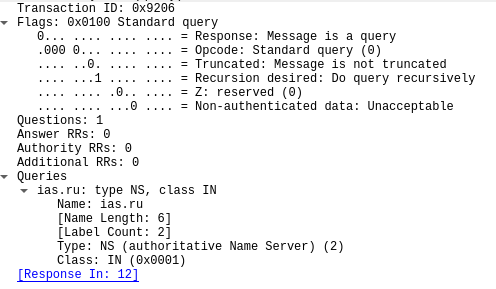 Transaction ID: 0x9206
Flags: 0x0100 Standard query
0... .... .... .... = Response: Message is a query
.000 0... .... .... = Opcode: Standard query (0)
.... ..0. .... .... = Truncated: Message is not truncated
.... ...1 .... .... = Recursion desired: Do query recursively
.... .... .0.. .... = Z: reserved (0)
.... .... ...0 .... = Non-authenticated data: Unacceptable
Questions: 1
Answer RRs: 0
Authority RRs: 0
Additional RRs: 0
Queries
ias.ru: type NS, class IN
Name: ias.ru
[Name Length: 6]
[Label Count: 2]
Type: NS (authoritative Name Server) (2)
Class: IN (0x0001)
[Response In: 12]